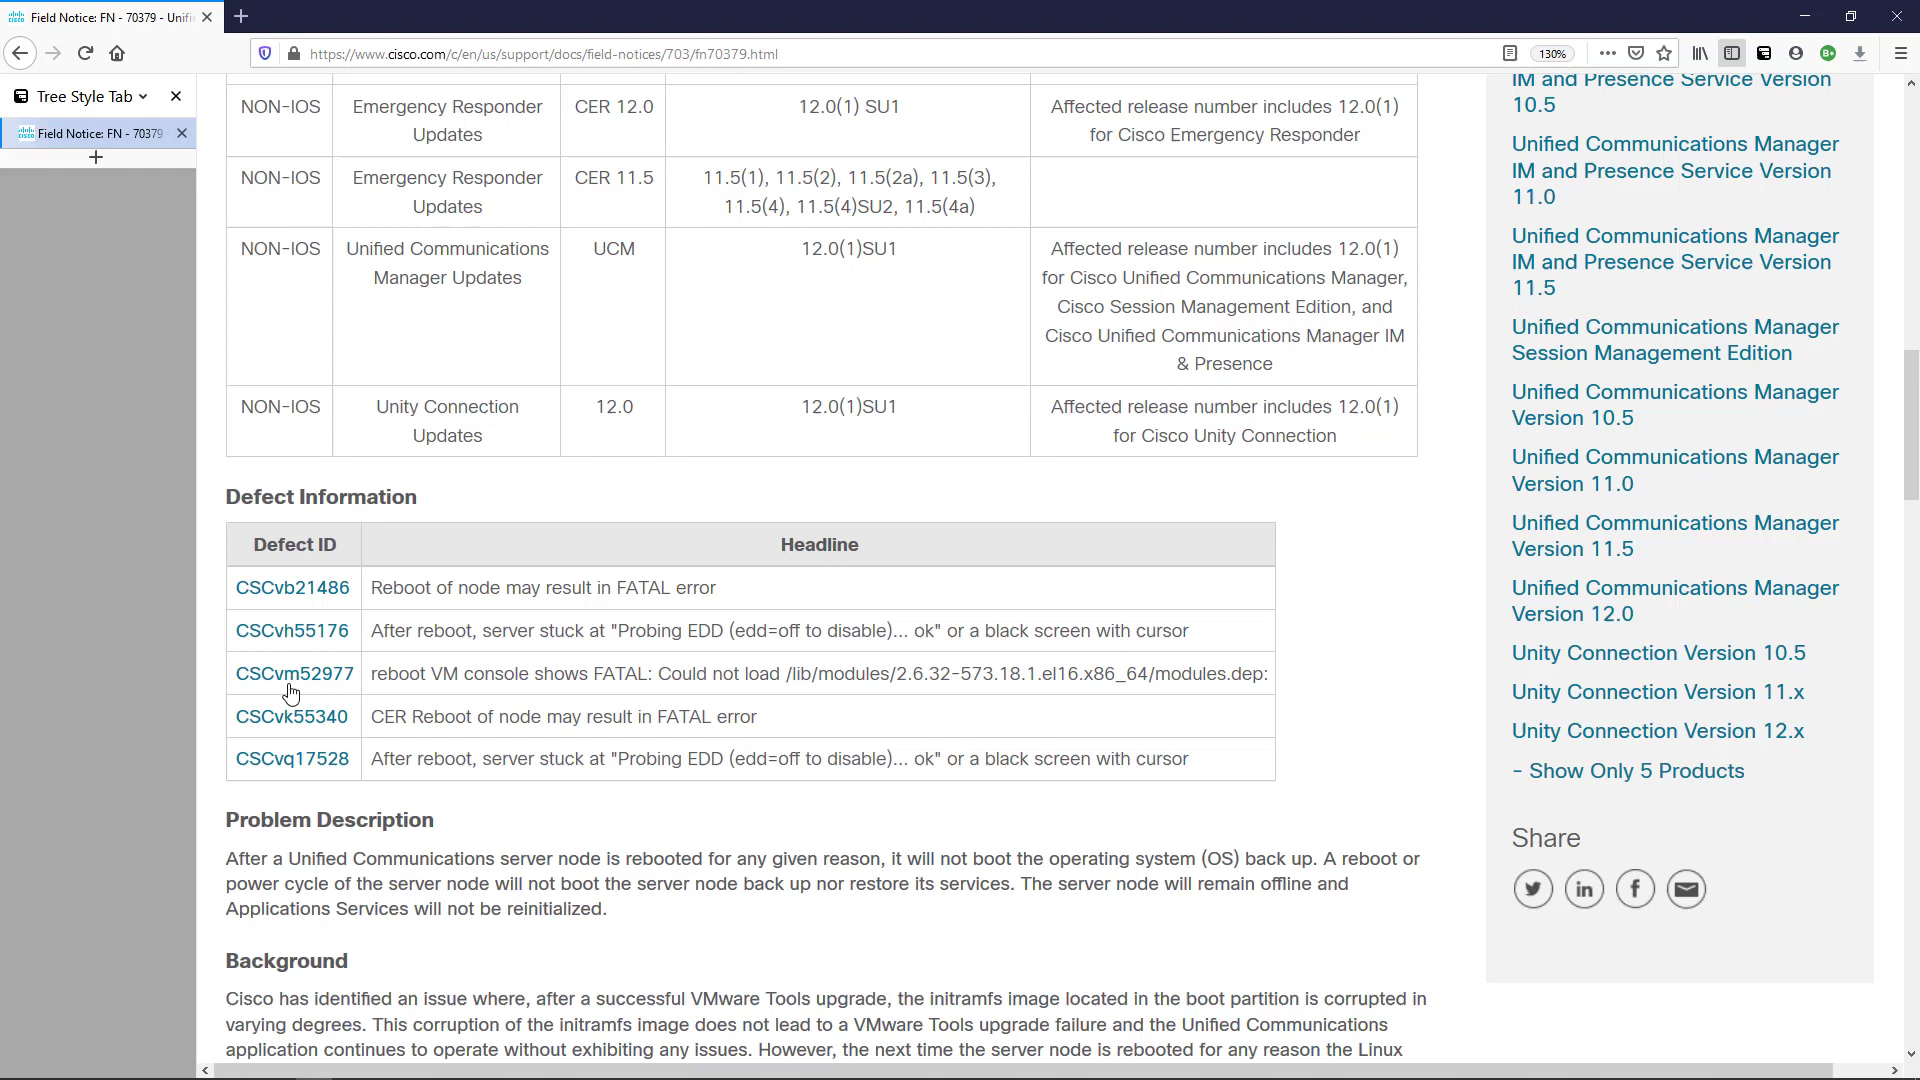 Field Notice: FN - 70379 - Unifi
https://www.cisco.com/c/en/us/support/docs/field-notices/703/fn70379.html
130%
Tree Style Tab
Field Notice: FN - 70379
NON-IOS
Emergency Responder
Updates
CER 12.0
12.0(1) SU1
Affected release number includes 12.0(1)
for Cisco Emergency Responder
NON-IOS
Emergency Responder
Updates
CER 11.5
11.5(1), 11.5(2), 11.5(2a), 11.5(3),
11.5(4), 11.5(4)SU2, 11.5(4a)
NON-IOS
Unified Communications
Manager Updates
UCM
12.0(1)SU1
Affected release number includes 12.0(1)
for Cisco Unified Communications Manager,
Cisco Session Management Edition, and
Cisco Unified Communications Manager IM
& Presence
NON-IOS
Unity Connection
Updates
12.0
12.0(1)SU1
Affected release number includes 12.0(1)
for Cisco Unity Connection
Defect Information
Defect ID
Headline
CSCvb21486
Reboot of node may result in FATAL error
CSCvh55176
After reboot, server stuck at "Probing EDD (edd=off to disable)... ok" or a black screen with cursor
CSCvm52977
reboot VM console shows FATAL: Could not load /lib/modules/2.6.32-573.18.1.el16.x86_64/modules.dep:
CSCvk55340
CER Reboot of node may result in FATAL error
CSCvq17528
After reboot, server stuck at "Probing EDD (edd=off to disable)... ok" or a black screen with cursor
Problem Description
After a Unified Communications server node is rebooted for any given reason, it will not boot the operating system (OS) back up. A reboot or
power cycle of the server node will not boot the server node back up nor restore its services. The server node will remain offline and
Applications Services will not be reinitialized.
Background
Cisco has identified an issue where, after a successful VMware Tools upgrade, the initramfs image located in the boot partition is corrupted in
varying degrees. This corruption of the initramfs image does not lead to a VMware Tools upgrade failure and the Unified Communications
application continues to operate without exhibiting any issues. However, the next time the server node is rebooted for any reason the Linux
IM and Presence Service Version
10.5
Unified Communications Manager
IM and Presence Service Version
11.0
Unified Communications Manager
IM and Presence Service Version
11.5
Unified Communications Manager
Session Management Edition
Unified Communications Manager
Version 10.5
Unified Communications Manager
Version 11.0
Unified Communications Manager
Version 11.5
Unified Communications Manager
Version 12.0
Unity Connection Version 10.5
Unity Connection Version 11.x
Unity Connection Version 12.x
- Show Only 5 Products
Share